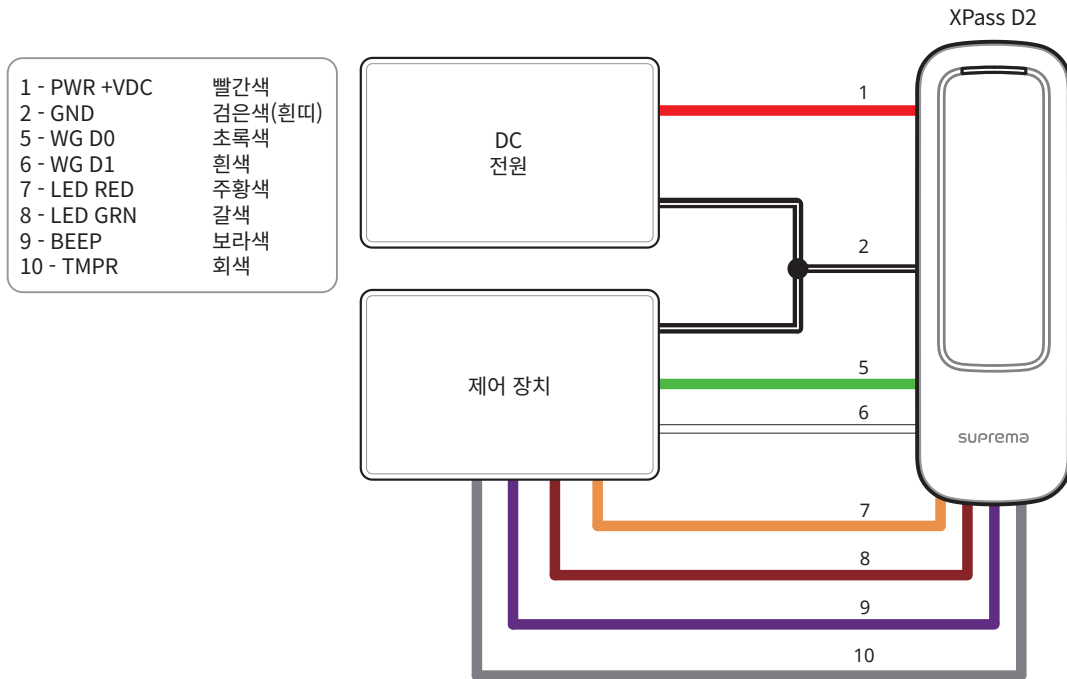 XPass D2
1 - PWR +VDC 빨간색
2 - GND 검은색(흰띠)
5 - WG D0 초록색
6 - WG D1 흰색
7 - LED RED 주황색
8 - LED GRN 갈색
9 - BEEP 보라색
10 - TMPR 회색
DC
전원
1
2
제어 장치
5
6
suprema
7
8
9
10